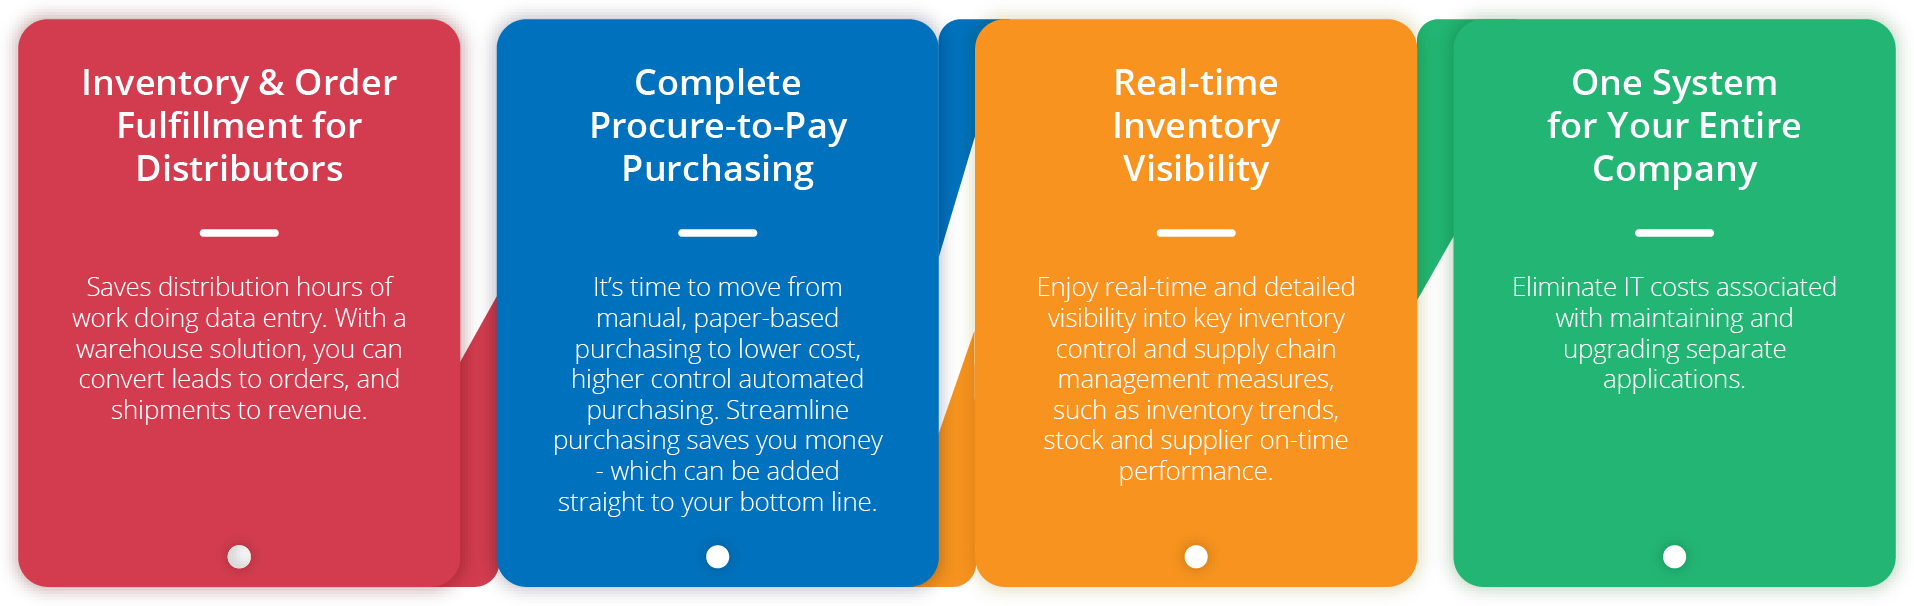 Inventory & Order
Fulfillment for
Distributors
Saves distribution hours of
work doing data entry. With a
warehouse solution, you can
convert leads to orders, and
shipments to revenue.
Complete
Procure-to-Pay
Purchasing
It’s time to move from
manual, paper-based
purchasing to lower cost,
higher control automated
purchasing. Streamline
purchasing saves you money
- which can be added
straight to your bottom line.
Real-time
Inventory
Visibility
Enjoy real-time and detailed
visibility into key inventory
control and supply chain
management measures,
such as inventory trends,
stock and supplier on-time
performance.
One System
for Your Entire
Company
Eliminate IT costs associated
with maintaining and
upgrading separate
applications.